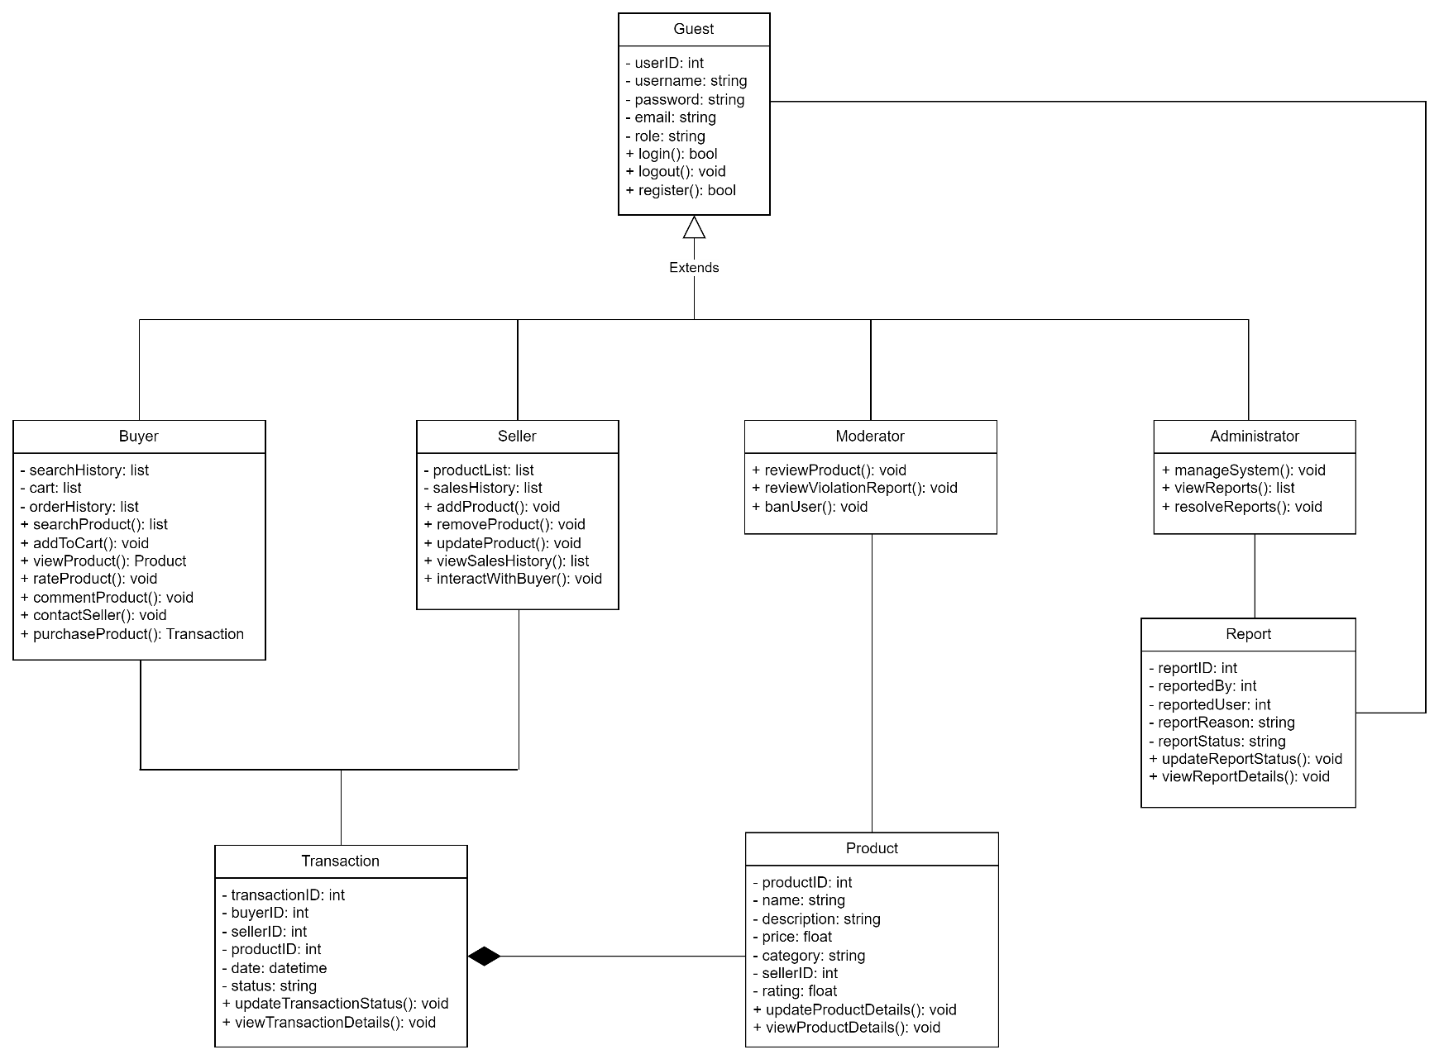 Guest
- userID: int
- username: string
- password: string
- email: string
- role: string
+ login(): bool
+ logout(): void
+ register(): bool
Extends
Buyer
- searchHistory: list
- cart: list
- orderHistory: list
+ searchProduct(): list
+ addToCart(): void
+ viewProduct(): Product
+ rateProduct(): void
+ commentProduct(): void
+ contactSeller(): void
+ purchaseProduct(): Transaction
Seller
- productList: list
- salesHistory: list
+ addProduct(): void
+ removeProduct(): void
+ updateProduct(): void
+ viewSalesHistory(): list
+ interactWithBuyer(): void
Moderator
+ reviewProduct(): void
+ reviewViolationReport(): void
+ banUser(): void
Administrator
+ manageSystem(): void
+ viewReports(): list
+ resolveReports(): void
Report
- reportID: int
- reportedBy: int
- reportedUser: int
- reportReason: string
- reportStatus: string
+ updateReportStatus(): void
+ viewReportDetails(): void
Transaction
- transactionID: int
- buyerID: int
- sellerID: int
- productID: int
- date: datetime
- status: string
+ updateTransactionStatus(): void
+ viewTransactionDetails(): void
Product
- productID: int
- name: string
- description: string
- price: float
- category: string
- sellerID: int
- rating: float
+ updateProductDetails(): void
+ viewProductDetails(): void